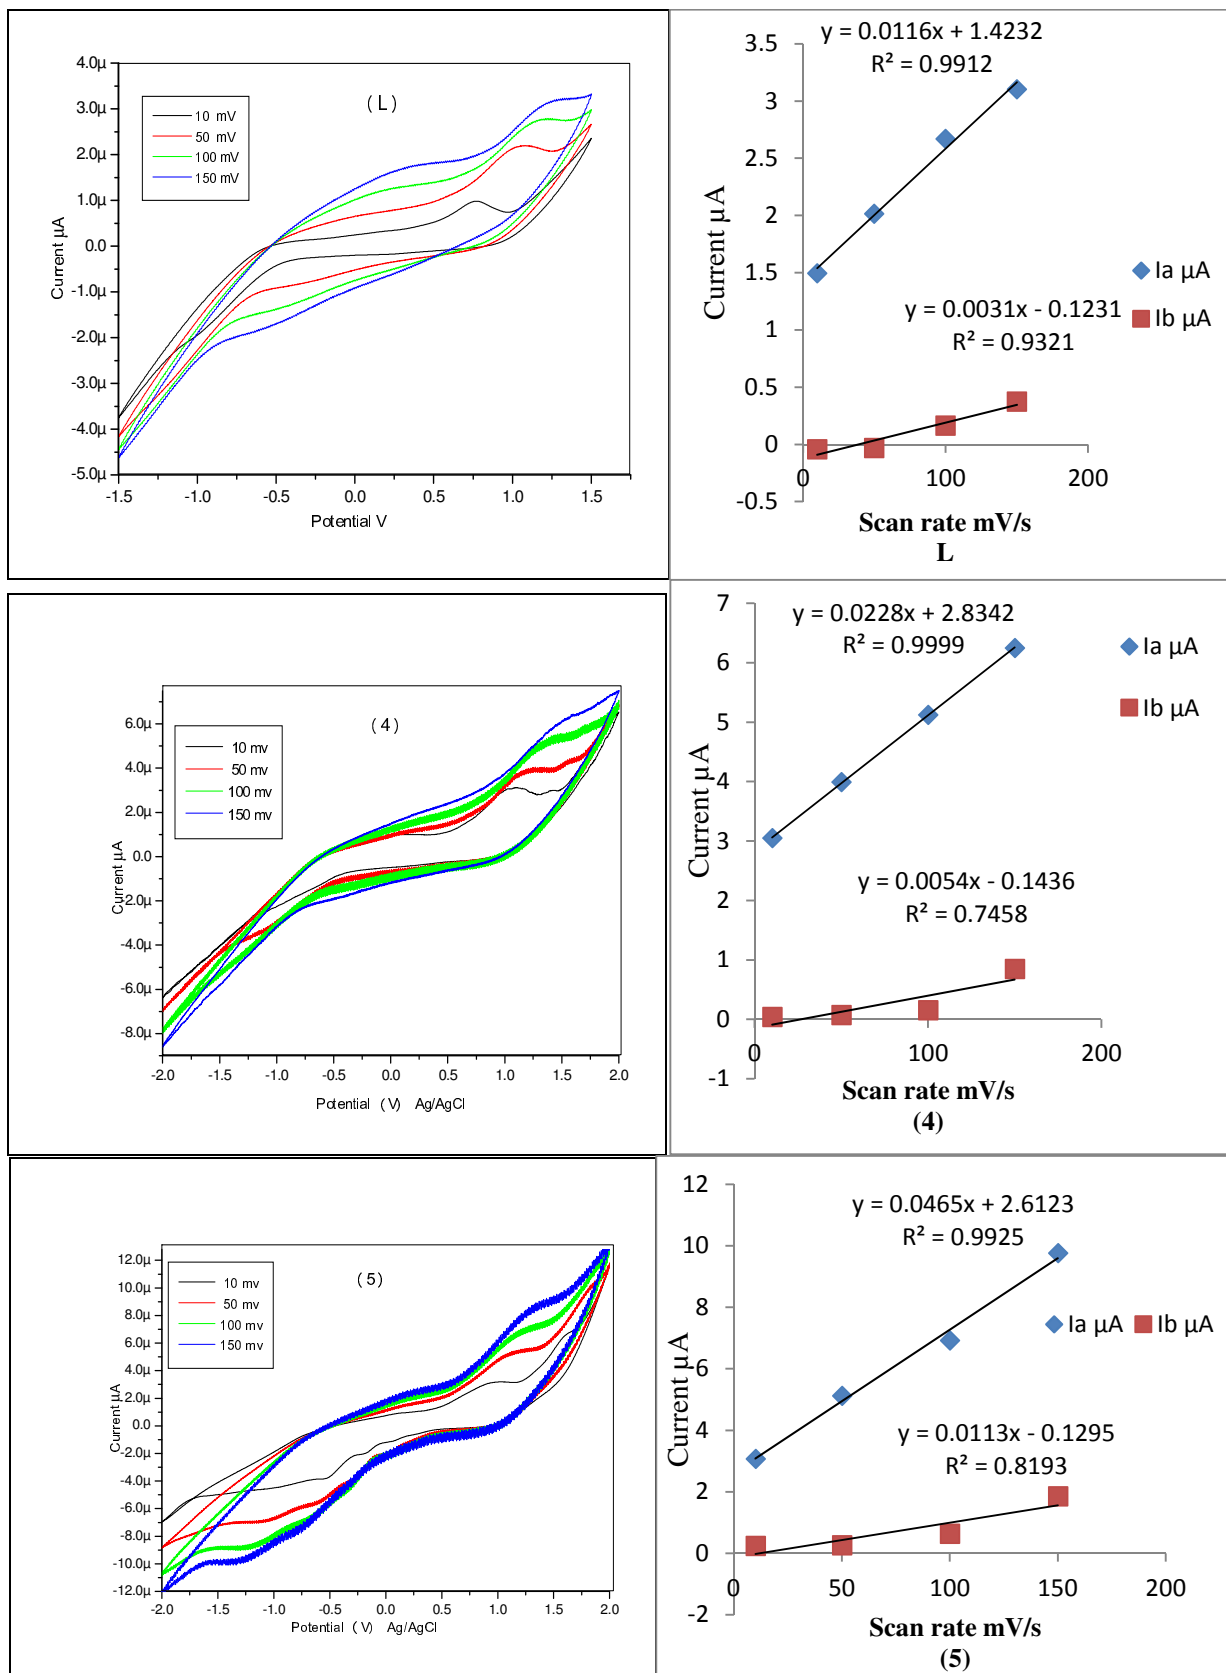 4.0µ
3.0µ
2.0µ
1.0µ
0.0
-1.0µ
-2.0µ
-3.0µ
-4.0µ
-5.0µ
Current µA
10 mV
50 mV
100 mV
150 mV
( L )
-1.5 -1.0 -0.5 0.0 0.5 1.0 1.5
Potential V
y = 0.0116x + 1.4232
R² = 0.9912
3.5
3
2.5
2
1.5
1
0.5
0
-0.5
Current µA
Ia µA
y = 0.0031x - 0.1231
Ib µA
R² = 0.9321
0 100 200
Scan rate mV/s
L
6.0µ
4.0µ
2.0µ
0.0
-2.0µ
-4.0µ
-6.0µ
-8.0µ
Current µA
10 mv
50 mv
100 mv
150 mv
( 4 )
-2.0 -1.5 -1.0 -0.5 0.0 0.5 1.0 1.5 2.0
Potential ( V) Ag/AgCl
7
6
5
4
3
2
1
0
-1
Current µA
y = 0.0228x + 2.8342
R² = 0.9999
Ia µA
Ib µA
y = 0.0054x - 0.1436
R² = 0.7458
0 100 200
Scan rate mV/s
(4)
12.0µ
10.0µ
8.0µ
6.0µ
4.0µ
2.0µ
0.0
-2.0µ
-4.0µ
-6.0µ
-8.0µ
-10.0µ
-12.0µ
Current µA
10 mv
50 mv
100 mv
150 mv
( 5 )
-2.0 -1.5 -1.0 -0.5 0.0 0.5 1.0 1.5 2.0
Potential ( V) Ag/AgCl
12
10
8
6
4
2
0
-2
Current µA
y = 0.0465x + 2.6123
R² = 0.9925
Ia µA Ib µA
y = 0.0113x - 0.1295
R² = 0.8193
0 50 100 150 200
Scan rate mV/s
(5)